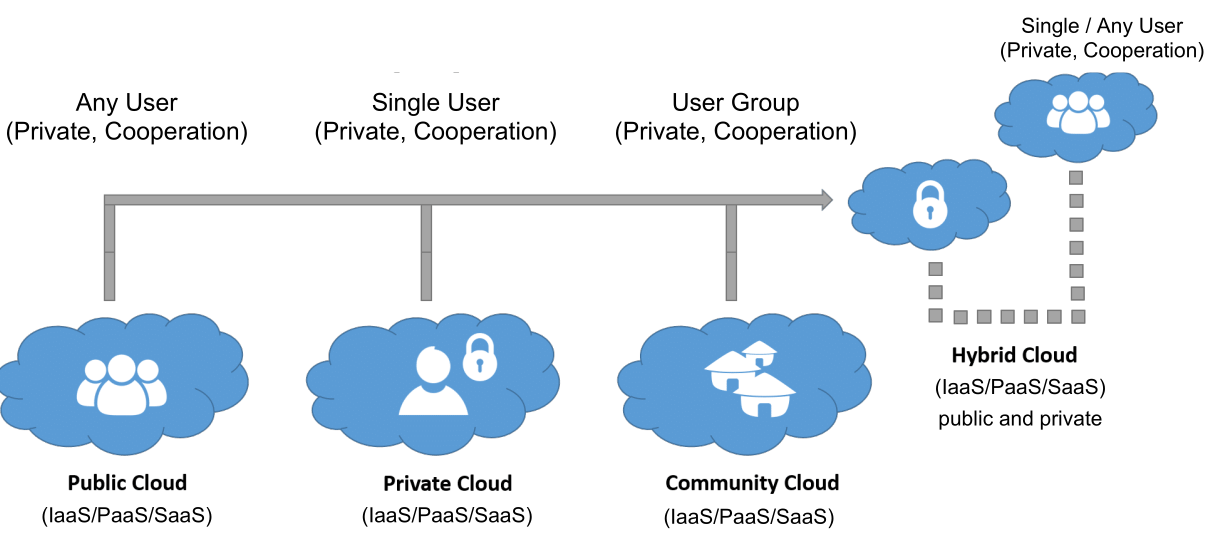 Single / Any User
(Private, Cooperation)
Any User
(Private, Cooperation)
Single User
(Private, Cooperation)
User Group
(Private, Cooperation)
Hybrid Cloud
(IaaS/PaaS/SaaS)
public and private
Public Cloud
(IaaS/PaaS/SaaS)
Private Cloud
(IaaS/PaaS/SaaS)
Community Cloud
(IaaS/PaaS/SaaS)